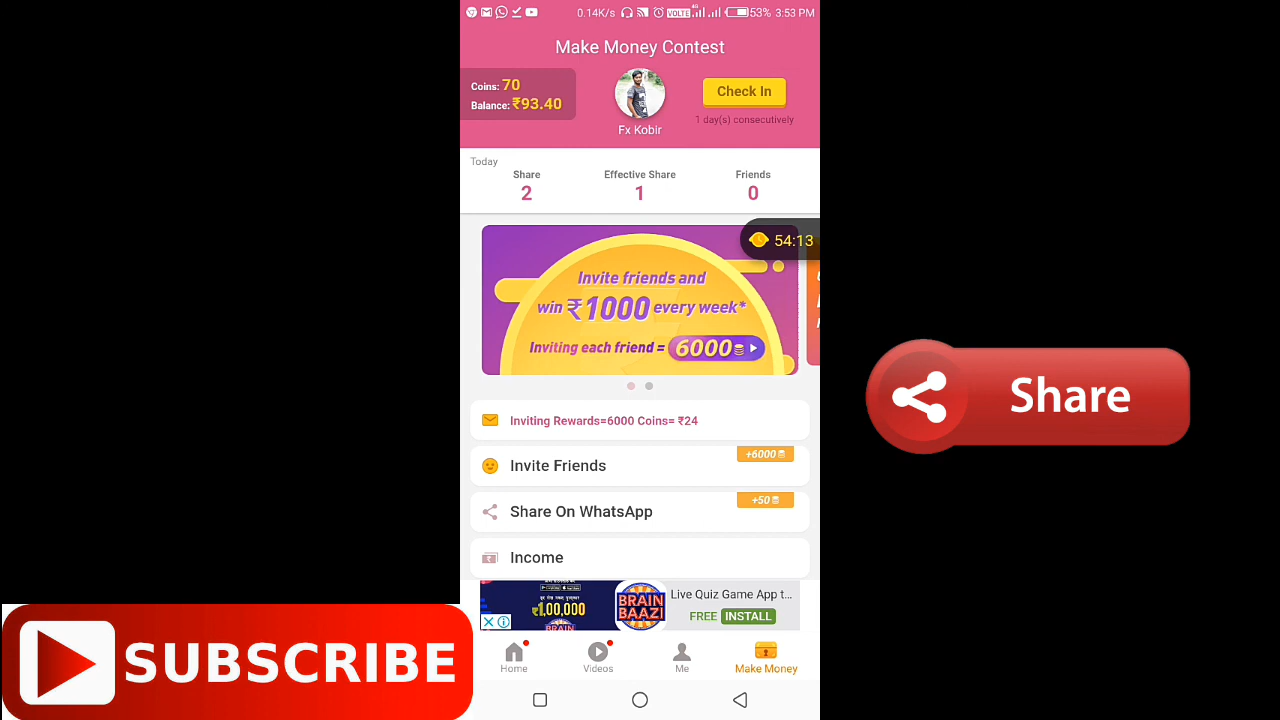 0.14K/s VOLTE 4G 53% 3:53 PM
Make Money Contest
Coins: 70
Balance: ₹93.40
Check In
1 day(s) consecutively
Fx Kobir
Today
Share
Effective Share
Friends
2
1
0
54:13
Invite friends and
win ₹1000 every week*
Inviting each friend = 6000
Inviting Rewards=6000 Coins= ₹24
+6000
Invite Friends
+50
Share On WhatsApp
Income
₹1,00,000
BRAIN
BAAZI
Live Quiz Game App t...
FREE INSTALL
BRAIN
Home
Videos
Me
Make Money
Share
SUBSCRIBE